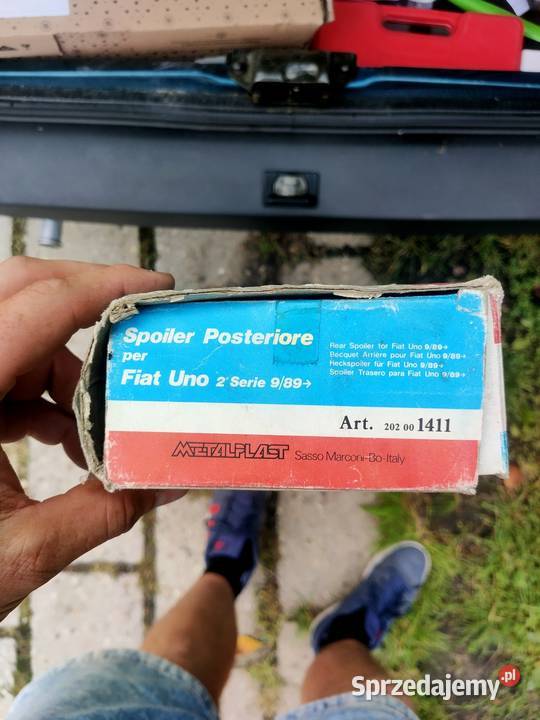 Spoiler Posteriore
per
Fiat Uno 2ª Serie 9/89→
Rear Spoiler for Fiat Uno 9/89→
Becquet Arrière pour Fiat Uno 9/89→
Heckspoiler für Fiat Uno 9/89→
Spoiler Trasero para Fiat Uno 9/89→
Art. 202 00 1411
METALPLAST Sasso Marconi-Bo-Italy
Sprzedajemy.pl